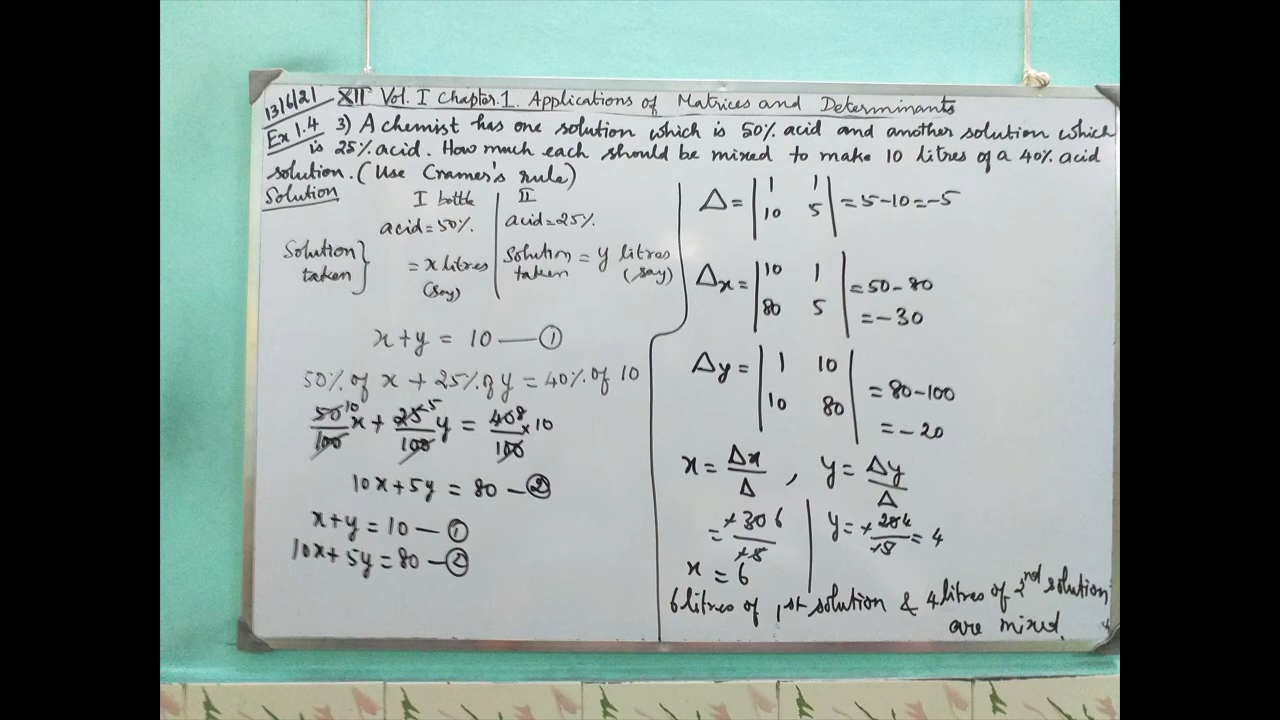 13/6/21 XII Vol. I Chapter.1. Applications of Matrices and Determinants
Ex 1.4 3) A chemist has one solution which is 50% acid and another solution which
is 25% acid. How much each should be mixed to make 10 litres of a 40% acid
solution. (Use Cramer's rule)
Solution
I bottle | II
acid = 50%. | acid = 25%.
Solution taken } = x litres (say) | Solution taken = y litres (say)
x+y = 10 — ①
50% of x + 25% of y = 40% of 10
50/100 10 x + 25/100 5 y = 40/100 8 × 10
10x+5y = 80 — ②
x+y = 10 — ①
10x+5y = 80 — ②
Δ = | 1 1 |
| 10 5 | = 5-10 = -5
Δx = | 10 1 |
| 80 5 | = 50-80
= -30
Δy = | 1 10 |
| 10 80 | = 80-100
= -20
x = Δx/Δ , y = Δy/Δ
= -30/-5 6 | y = -20/-5 4 = 4
x = 6
6 litres of 1st solution & 4 litres of 2nd solution
are mixed.